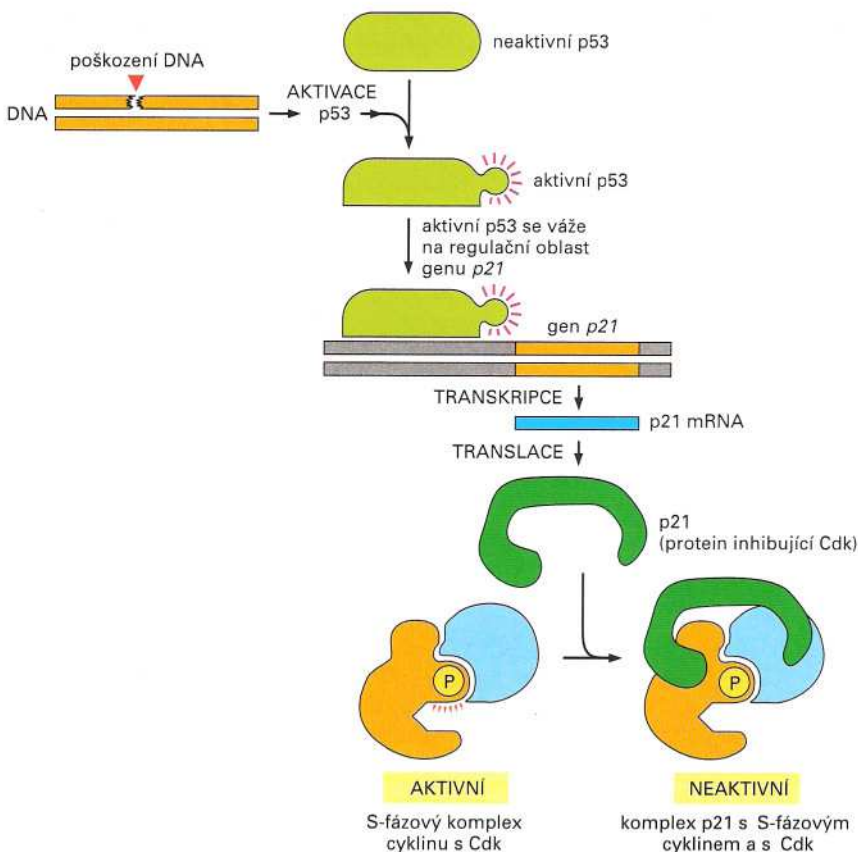 neaktivní p53
poškození DNA
DNA
AKTIVACE
p53
aktivní p53
aktivní p53 se váže
na regulační oblast
genu p21
gen p21
TRANSKRIPCE
p21 mRNA
TRANSLACE
p21
(protein inhibující Cdk)
P
P
AKTIVNÍ
S-fázový komplex
cyklinu s Cdk
NEAKTIVNÍ
komplex p21 s S-fázovým
cyklinem a s Cdk